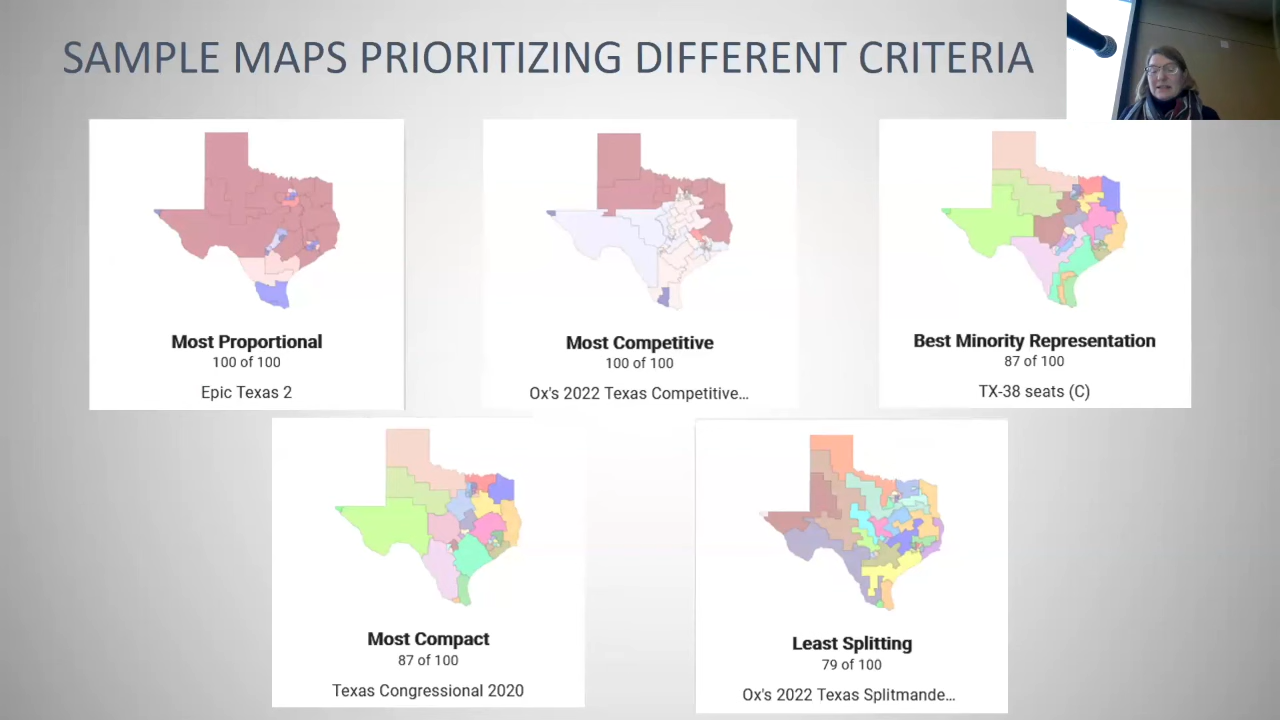 SAMPLE MAPS PRIORITIZING DIFFERENT CRITERIA
Most Proportional
100 of 100
Epic Texas 2
Most Competitive
100 of 100
Ox's 2022 Texas Competitive...
Best Minority Representation
87 of 100
TX-38 seats (C)
Most Compact
87 of 100
Texas Congressional 2020
Least Splitting
79 of 100
Ox's 2022 Texas Splitmande...